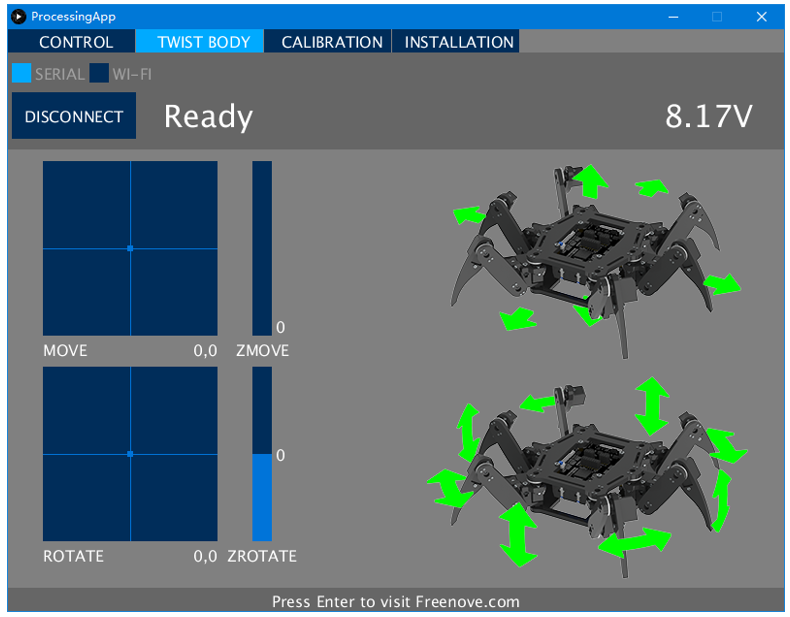 ProcessingApp
CONTROL TWIST BODY CALIBRATION INSTALLATION
SERIAL WI-FI
DISCONNECT Ready 8.17V
0
MOVE 0,0 ZMOVE
0
ROTATE 0,0 ZROTATE
Press Enter to visit Freenove.com